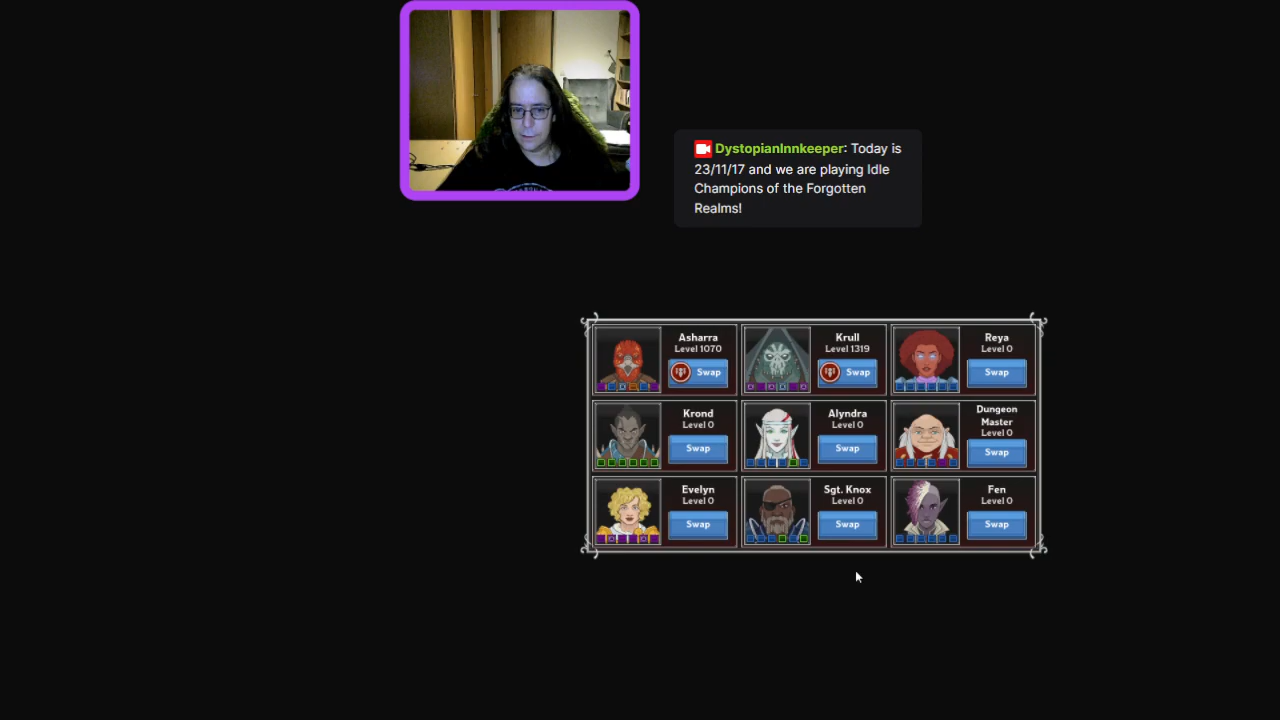 DystopianInnkeeper: Today is
23/11/17 and we are playing Idle
Champions of the Forgotten
Realms!
Asharra
Level 1070
Swap
Krull
Level 1319
Swap
Reya
Level 0
Swap
Krond
Level 0
Swap
Alyndra
Level 0
Swap
Dungeon
Master
Level 0
Swap
Evelyn
Level 0
Swap
Sgt. Knox
Level 0
Swap
Fen
Level 0
Swap